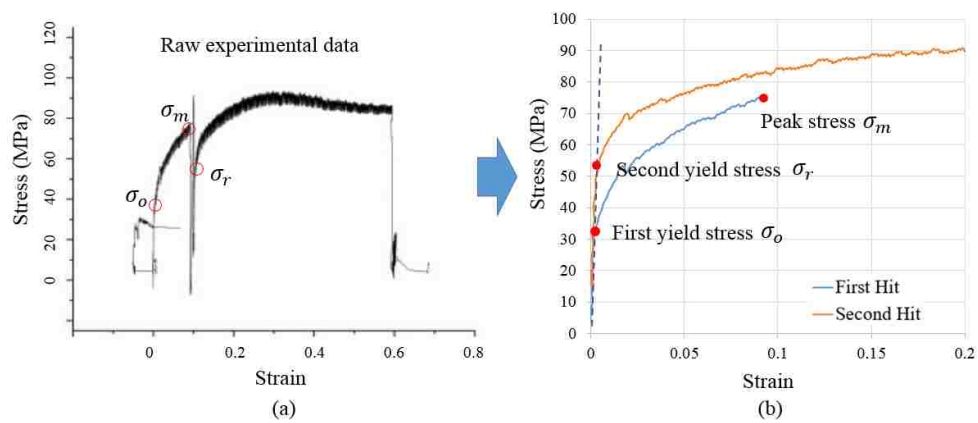 Raw experimental data
Stress (MPa)
120
100
80
60
40
20
0
σₘ
σᵣ
σₒ
0
0.2
0.4
0.6
0.8
Strain
(a)
Stress (MPa)
100
90
80
70
60
50
40
30
20
10
0
Peak stress σₘ
Second yield stress σᵣ
First yield stress σₒ
First Hit
Second Hit
0
0.05
0.1
0.15
0.2
Strain
(b)